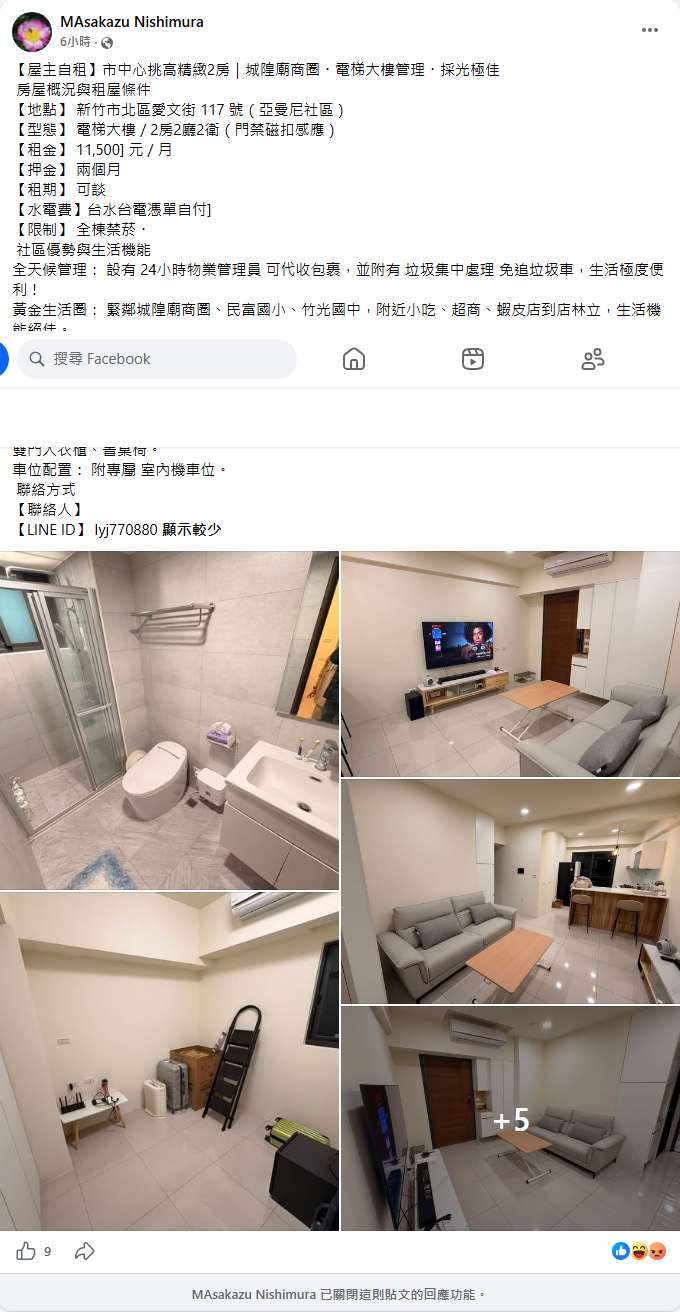 MAsakazu Nishimura
6小時 ·
【屋主自租】市中心挑高精緻2房｜城隍廟商圈．電梯大樓管理．採光極佳
房屋概況與租屋條件
【地點】 新竹市北區愛文街 117 號（亞曼尼社區）
【型態】 電梯大樓 / 2房2廳2衛（門禁磁扣感應）
【租金】 11,500] 元 / 月
【押金】 兩個月
【租期】 可談
【水電費】台水台電憑單自付]
【限制】 全棟禁菸．
社區優勢與生活機能
全天候管理： 設有 24小時物業管理員 可代收包裹，並附有 垃圾集中處理 免追垃圾車，生活極度便
利！
黃金生活圈： 緊鄰城隍廟商圈、民富國小、竹光國中，附近小吃、超商、蝦皮店到店林立，生活機
能絕佳。
搜尋 Facebook
雙門大衣櫃、書桌椅。
車位配置： 附專屬 室內機車位。
聯絡方式
【聯絡人】
【LINE ID】 lyj770880 顯示較少
+5
9
MAsakazu Nishimura 已關閉這則貼文的回應功能。